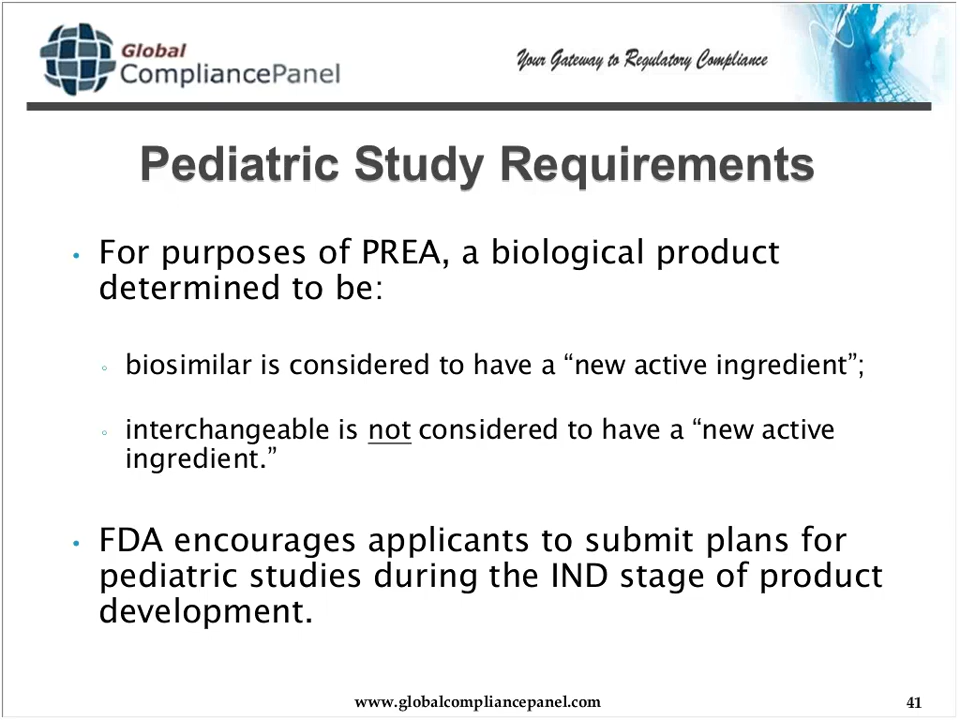 Global
CompliancePanel
Your Gateway to Regulatory Compliance
Pediatric Study Requirements
• For purposes of PREA, a biological product
determined to be:
◦ biosimilar is considered to have a “new active ingredient”;
◦ interchangeable is not considered to have a “new active
ingredient.”
• FDA encourages applicants to submit plans for
pediatric studies during the IND stage of product
development.
www.globalcompliancepanel.com
41